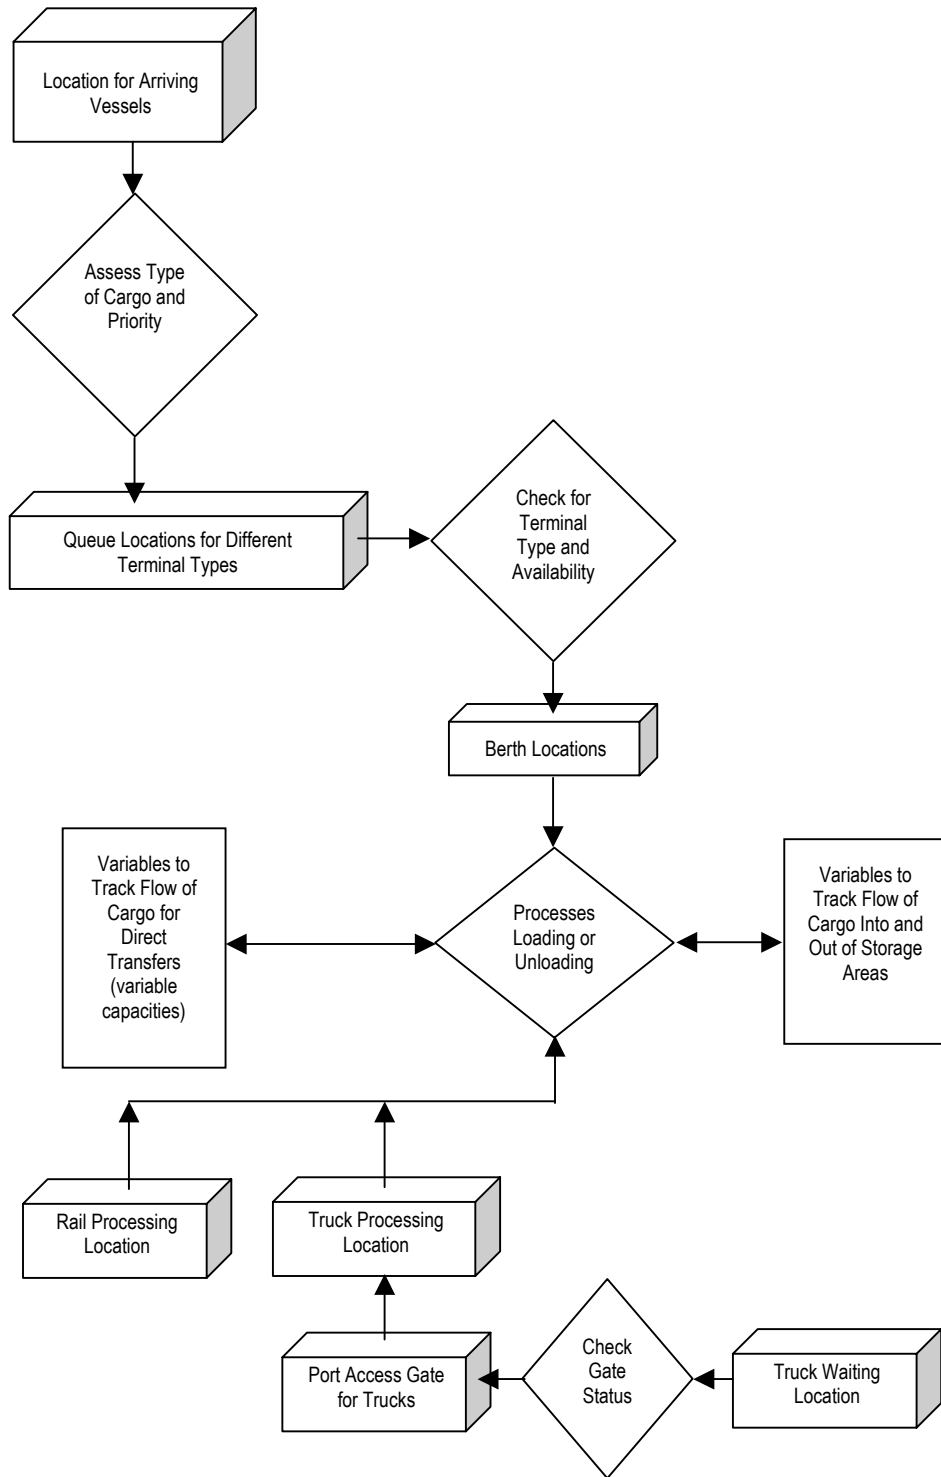 Location for Arriving
Vessels
Assess Type
of Cargo and
Priority
Queue Locations for Different
Terminal Types
Check for
Terminal
Type and
Availability
Berth Locations
Variables to
Track Flow of
Cargo for
Direct
Transfers
(variable
capacities)
Processes
Loading or
Unloading
Variables to
Track Flow of
Cargo Into and
Out of Storage
Areas
Rail Processing
Location
Truck Processing
Location
Port Access Gate
for Trucks
Check
Gate
Status
Truck Waiting
Location